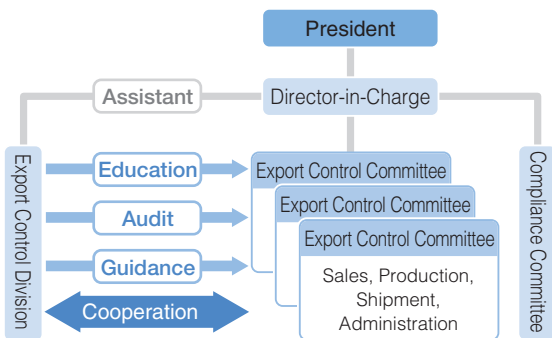 President
Assistant
Director-in-Charge
Export Control Division
Education
Export Control Committee
Compliance Committee
Audit
Export Control Committee
Export Control Committee
Guidance
Sales, Production,
Shipment,
Administration
Cooperation